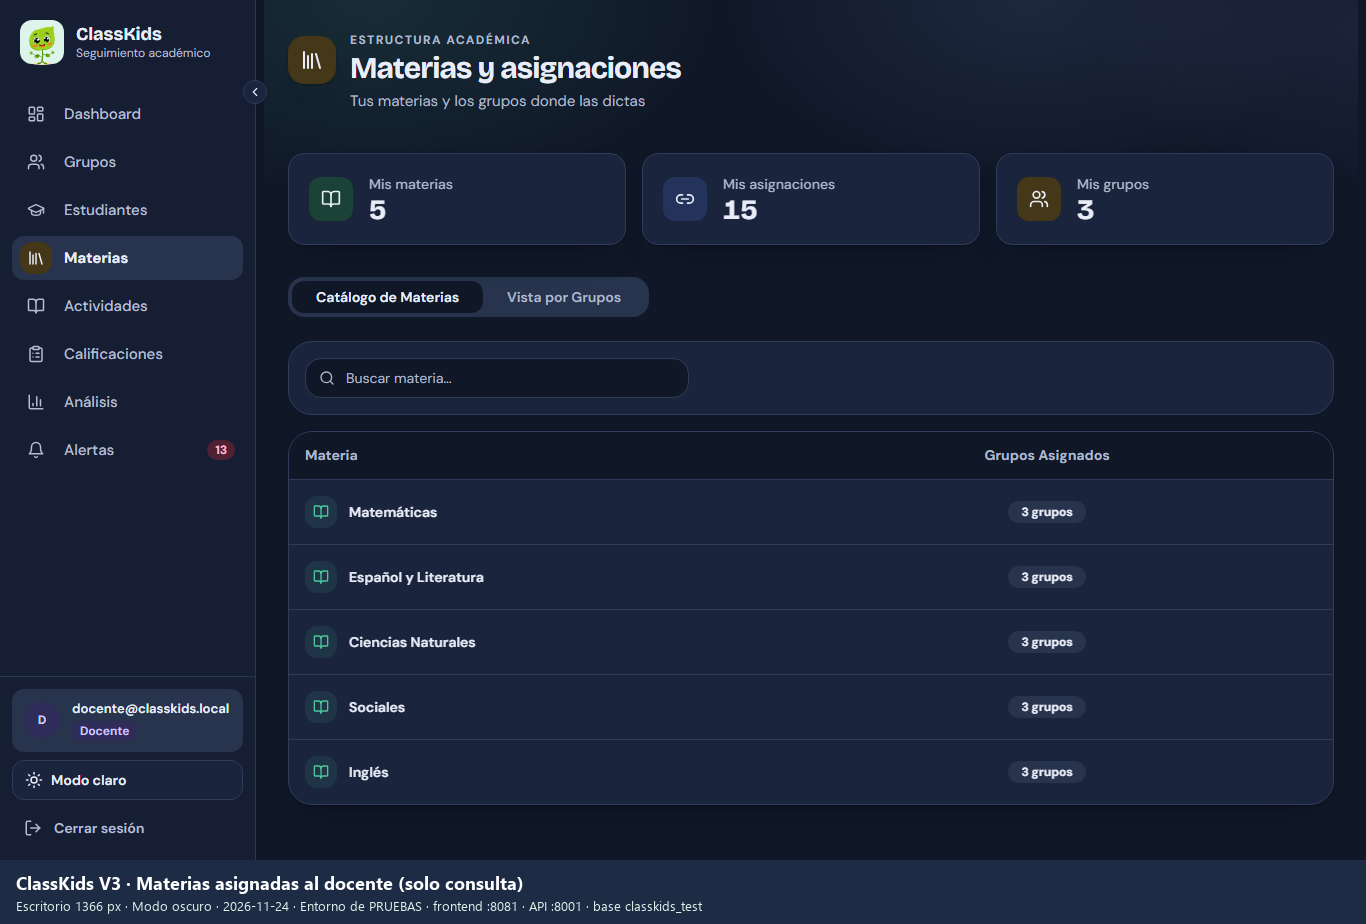 ClassKids
Seguimiento académico
Dashboard
Grupos
Estudiantes
Materias
Actividades
Calificaciones
Análisis
Alertas 13
docente@classkids.local
D
Docente
Modo claro
Cerrar sesión
ESTRUCTURA ACADÉMICA
Materias y asignaciones
Tus materias y los grupos donde las dictas
Mis materias
5
Mis asignaciones
15
Mis grupos
3
Catálogo de Materias Vista por Grupos
Buscar materia...
Materia Grupos Asignados
Matemáticas 3 grupos
Español y Literatura 3 grupos
Ciencias Naturales 3 grupos
Sociales 3 grupos
Inglés 3 grupos
ClassKids V3 · Materias asignadas al docente (solo consulta)
Escritorio 1366 px · Modo oscuro · 2026-11-24 · Entorno de PRUEBAS · frontend :8081 · API :8001 · base classkids_test